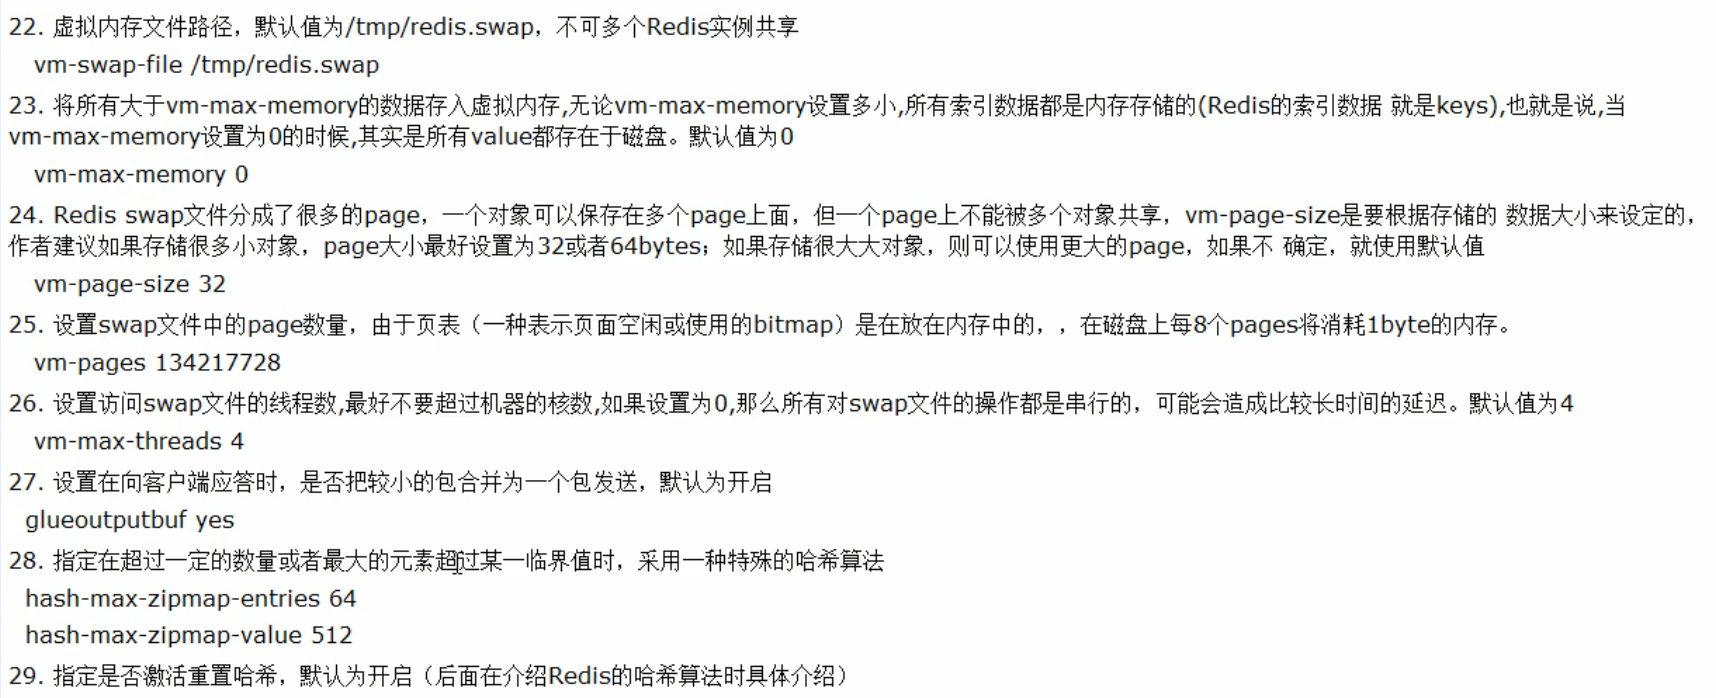 22. 虚拟内存文件路径，默认值为/tmp/redis.swap，不可多个Redis实例共享
vm-swap-file /tmp/redis.swap
23. 将所有大于vm-max-memory的数据存入虚拟内存,无论vm-max-memory设置多小,所有索引数据都是内存存储的(Redis的索引数据 就是keys),也就是说,当
vm-max-memory设置为0的时候,其实是所有value都存在于磁盘。默认值为0
vm-max-memory 0
24. Redis swap文件分成了很多的page，一个对象可以保存在多个page上面，但一个page上不能被多个对象共享，vm-page-size是要根据存储的 数据大小来设定的，
作者建议如果存储很多小对象，page大小最好设置为32或者64bytes；如果存储很大大对象，则可以使用更大的page，如果不 确定，就使用默认值
vm-page-size 32
25. 设置swap文件中的page数量，由于页表（一种表示页面空闲或使用的bitmap）是在放在内存中的，，在磁盘上每8个pages将消耗1byte的内存。
vm-pages 134217728
26. 设置访问swap文件的线程数,最好不要超过机器的核数,如果设置为0,那么所有对swap文件的操作都是串行的，可能会造成比较长时间的延迟。默认值为4
vm-max-threads 4
27. 设置在向客户端应答时，是否把较小的包合并为一个包发送，默认为开启
glueoutputbuf yes
28. 指定在超过一定的数量或者最大的元素超过某一临界值时，采用一种特殊的哈希算法
hash-max-zipmap-entries 64
hash-max-zipmap-value 512
29. 指定是否激活重置哈希，默认为开启（后面在介绍Redis的哈希算法时具体介绍）